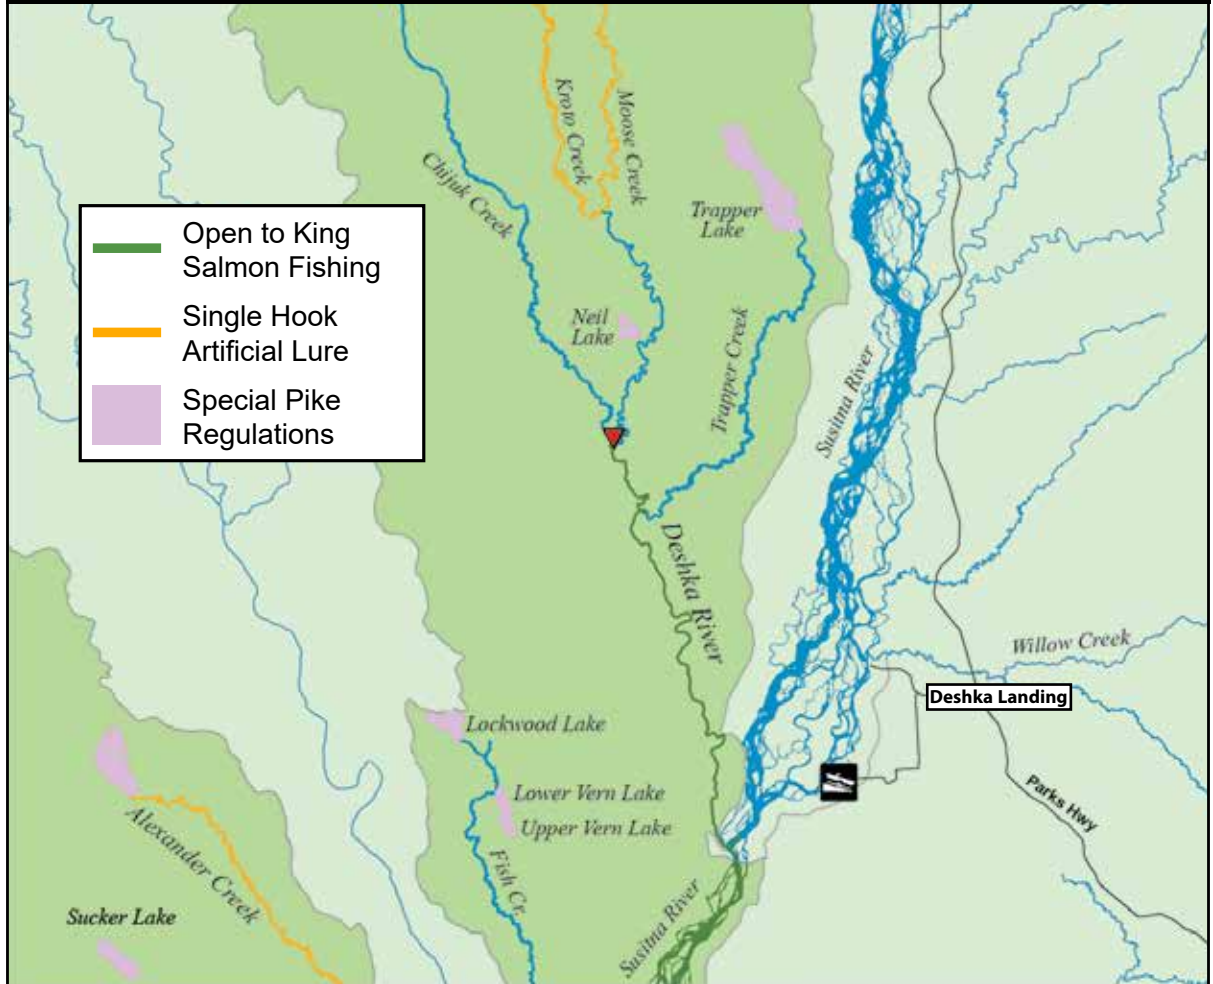 Kroto Creek
Moose Creek
Chijuk Creek
Trapper
Lake
Open to King
Salmon Fishing
Single Hook
Artificial Lure
Special Pike
Regulations
Neil
Lake
Trapper Creek
Susitna River
Deshka River
Willow Creek
Deshka Landing
Lockwood Lake
Lower Vern Lake
Upper Vern Lake
Parks Hwy
Alexander Creek
Fish Cr.
Sucker Lake
Susitna River